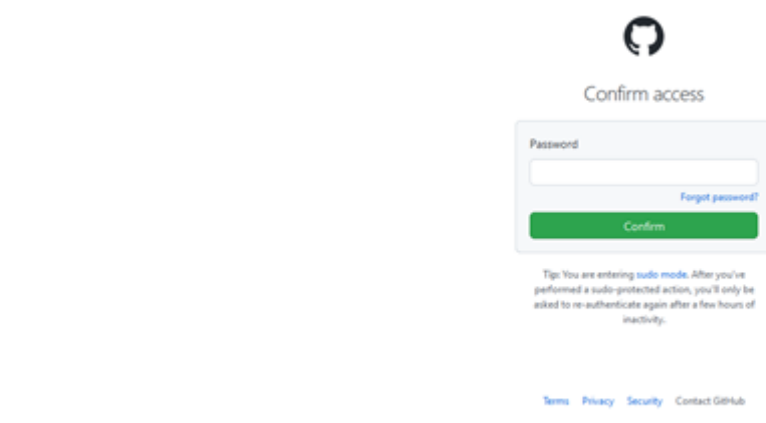 Confirm access
Password
Forgot password?
Confirm
Tip: You are entering sudo mode. After you've
performed a sudo-protected action, you'll only be
asked to re-authenticate again after a few hours of
inactivity.
Terms Privacy Security Contact GitHub